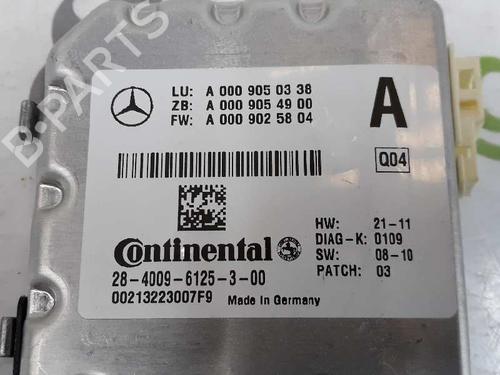 LU: A 000 905 03 38
ZB: A 000 905 49 00
FW: A 000 902 58 04
A
Q04
HW: 21-11
DIAG-K: 0109
SW: 08-10
PATCH: 03
Continental
28-4009-6125-3-00
00213223007F9 Made in Germany